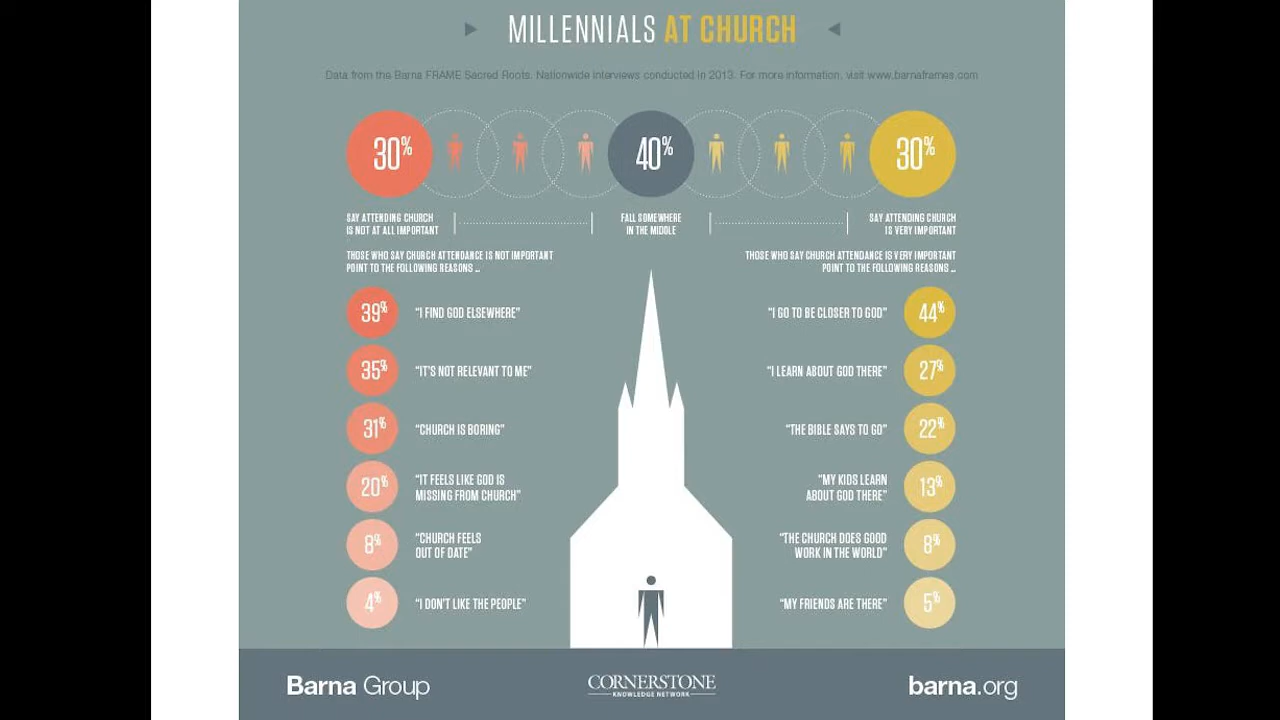 MILLENNIALS AT CHURCH
Data from the Barna FRAME Sacred Roots. Nationwide interviews conducted in 2013. For more information, visit www.barnaframes.com
30%
40%
30%
SAY ATTENDING CHURCH
IS NOT AT ALL IMPORTANT
FALL SOMEWHERE
IN THE MIDDLE
SAY ATTENDING CHURCH
IS VERY IMPORTANT
THOSE WHO SAY CHURCH ATTENDANCE IS NOT IMPORTANT
POINT TO THE FOLLOWING REASONS ...
THOSE WHO SAY CHURCH ATTENDANCE IS VERY IMPORTANT
POINT TO THE FOLLOWING REASONS ...
39% "I FIND GOD ELSEWHERE"
35% "IT'S NOT RELEVANT TO ME"
31% "CHURCH IS BORING"
20% "IT FEELS LIKE GOD IS
MISSING FROM CHURCH"
8% "CHURCH FEELS
OUT OF DATE"
4% "I DON'T LIKE THE PEOPLE"
"I GO TO BE CLOSER TO GOD" 44%
"I LEARN ABOUT GOD THERE" 27%
"THE BIBLE SAYS TO GO" 22%
"MY KIDS LEARN
ABOUT GOD THERE" 13%
"THE CHURCH DOES GOOD
WORK IN THE WORLD" 8%
"MY FRIENDS ARE THERE" 5%
Barna Group
CORNERSTONE
KNOWLEDGE NETWORK
barna.org